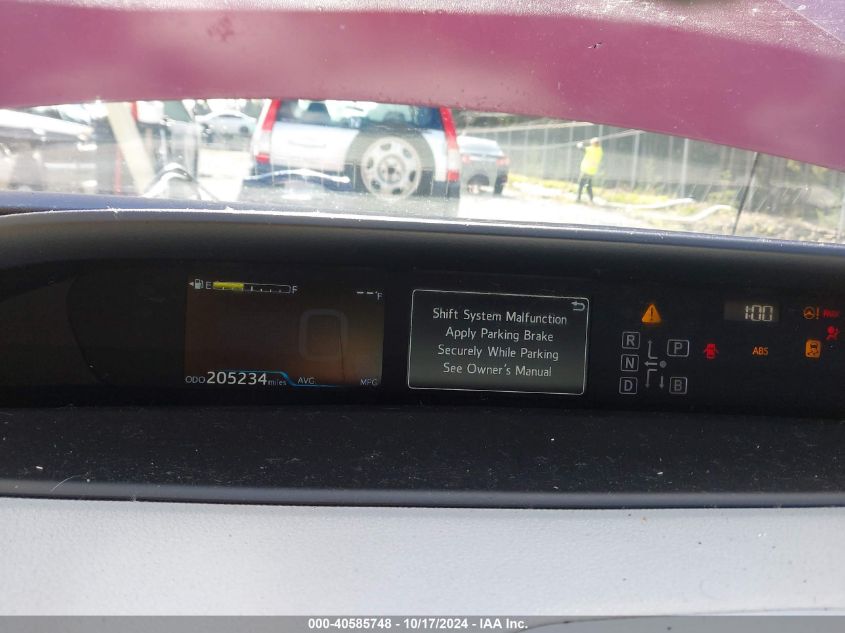 E F
--°F
Shift System Malfunction
Apply Parking Brake
Securely While Parking
See Owner's Manual
ODO 205234 miles AVG MPG
R P
N
D B
1:00
ABS
000-40585748 - 10/17/2024 - IAA Inc.